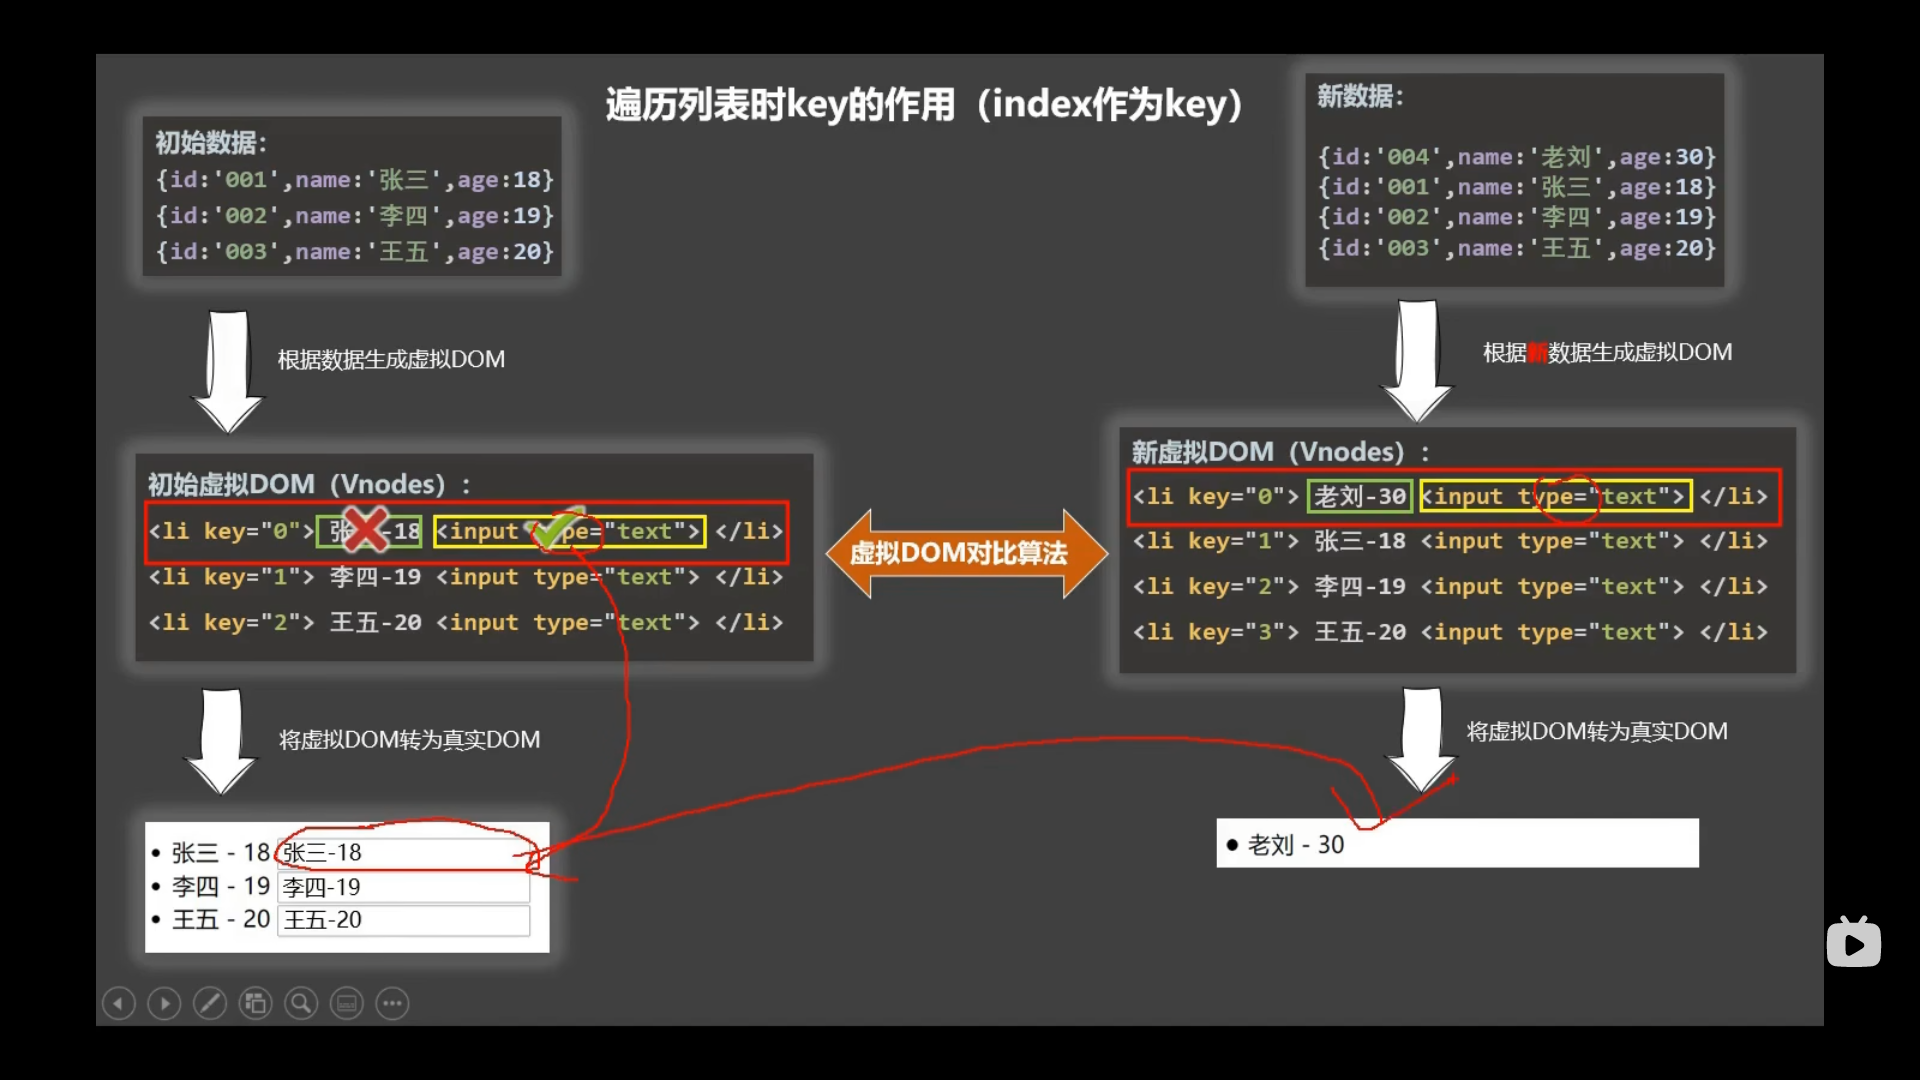 遍历列表时key的作用（index作为key）
初始数据：
{id:'001',name:'张三',age:18}
{id:'002',name:'李四',age:19}
{id:'003',name:'王五',age:20}
根据数据生成虚拟DOM
初始虚拟DOM（Vnodes）：
<li key="0"> 张三-18 <input type="text"> </li>
<li key="1"> 李四-19 <input type="text"> </li>
<li key="2"> 王五-20 <input type="text"> </li>
将虚拟DOM转为真实DOM
张三 - 18 张三-18
李四 - 19 李四-19
王五 - 20 王五-20
虚拟DOM对比算法
新数据：
{id:'004',name:'老刘',age:30}
{id:'001',name:'张三',age:18}
{id:'002',name:'李四',age:19}
{id:'003',name:'王五',age:20}
根据新数据生成虚拟DOM
新虚拟DOM（Vnodes）：
<li key="0"> 老刘-30 <input type="text"> </li>
<li key="1"> 张三-18 <input type="text"> </li>
<li key="2"> 李四-19 <input type="text"> </li>
<li key="3"> 王五-20 <input type="text"> </li>
将虚拟DOM转为真实DOM
老刘 - 30